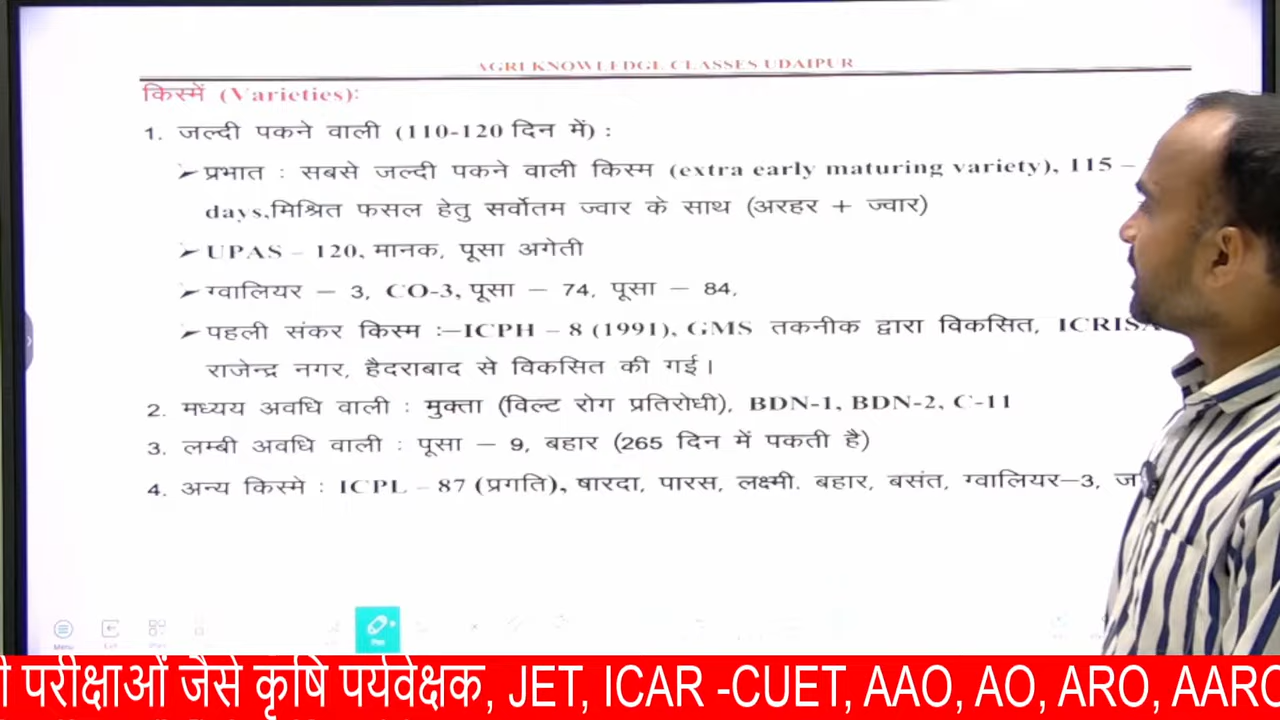 AGRI KNOWLEDGE CLASSES UDAIPUR
किस्में (Varieties):
1. जल्दी पकने वाली (110-120 दिन में) :
➢ प्रभात : सबसे जल्दी पकने वाली किस्म (extra early maturing variety), 115 –
days,मिश्रित फसल हेतु सर्वोतम ज्वार के साथ (अरहर + ज्वार)
➢ UPAS – 120, मानक, पूसा अगेती
➢ ग्वालियर – 3, CO-3, पूसा – 74, पूसा – 84,
➢ पहली संकर किस्म :–ICPH – 8 (1991), GMS तकनीक द्वारा विकसित, ICRISA
राजेन्द्र नगर, हैदराबाद से विकसित की गई।
2. मध्यय अवधि वाली : मुक्ता (विल्ट रोग प्रतिरोधी), BDN-1, BDN-2, C-11
3. लम्बी अवधि वाली : पूसा – 9, बहार (265 दिन में पकती है)
4. अन्य किस्मे : ICPL – 87 (प्रगति), षारदा, पारस, लक्ष्मी. बहार, बसंत, ग्वालियर–3,
Menu
Pen
परीक्षाओं जैसे कृषि पर्यवेक्षक, JET, ICAR -CUET, AAO, AO, ARO, AARO